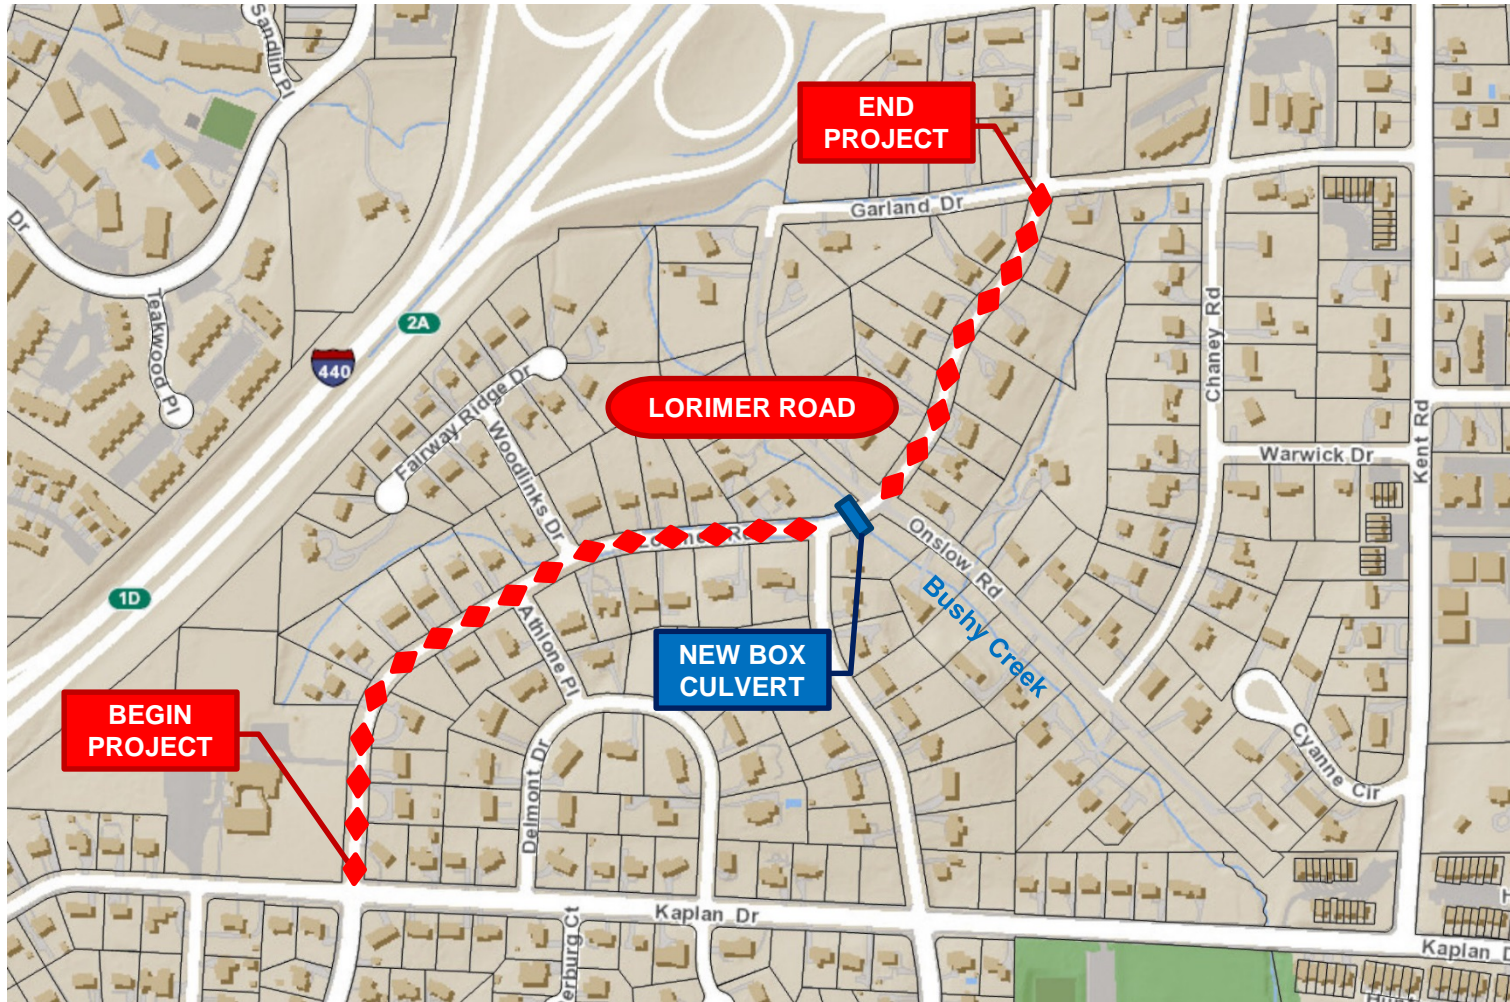 Sandlin Pl
END
PROJECT
Garland Dr
Dr
Teakwood Pl
2A
440
Chaney Rd
Fairway Ridge Dr
LORIMER ROAD
Woodlinks Dr
Kent Rd
Warwick Dr
Onslow Rd
1D
Athlone Pl
Bushy Creek
NEW BOX
CULVERT
BEGIN
PROJECT
Delmont Dr
Cyanne Cir
Kaplan Dr
erburg Ct
Kaplan D
H